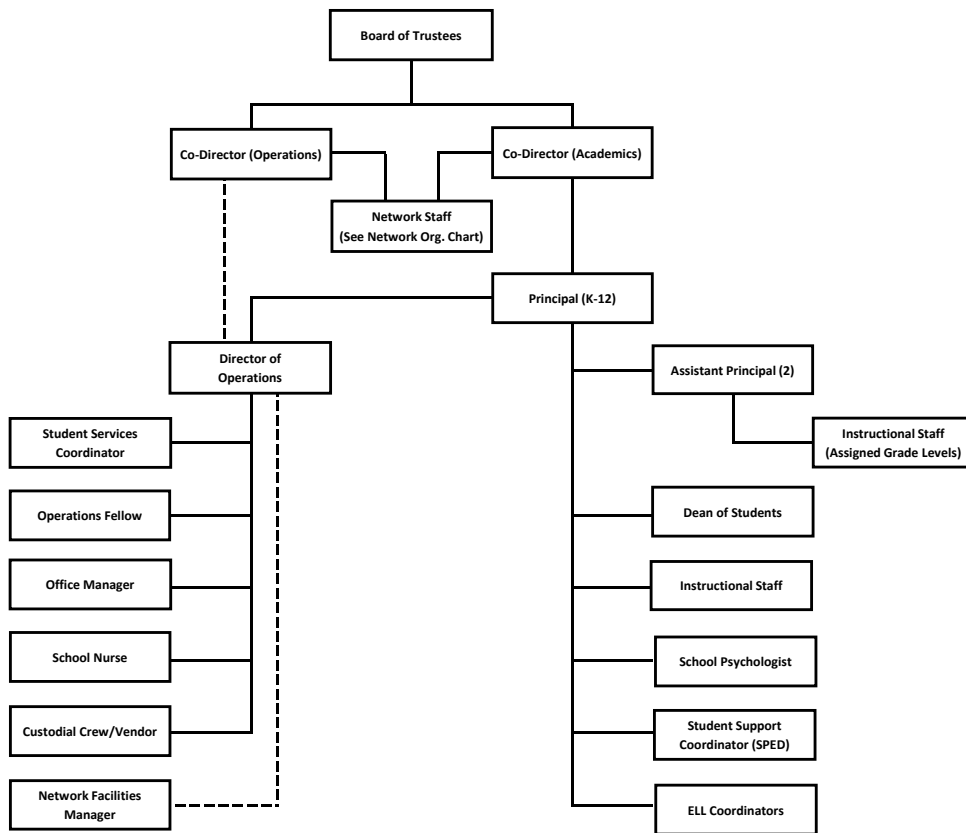 Board of Trustees
Co-Director (Operations)
Co-Director (Academics)
Network Staff
(See Network Org. Chart)
Principal (K-12)
Director of
Operations
Assistant Principal (2)
Student Services
Coordinator
Instructional Staff
(Assigned Grade Levels)
Operations Fellow
Dean of Students
Office Manager
Instructional Staff
School Nurse
School Psychologist
Custodial Crew/Vendor
Student Support
Coordinator (SPED)
Network Facilities
Manager
ELL Coordinators